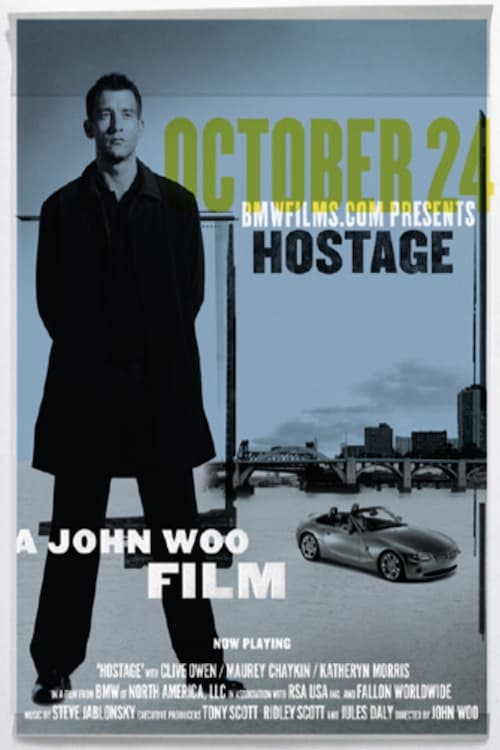 OCTOBER 24
BMWFILMS.COM PRESENTS
HOSTAGE
A JOHN WOO
FILM
NOW PLAYING
'HOSTAGE' WITH CLIVE OWEN / MAUREY CHAYKIN / KATHERYN MORRIS
IN A FILM FROM BMW OF NORTH AMERICA, LLC IN ASSOCIATION WITH RSA USA INC. AND FALLON WORLDWIDE
MUSIC BY STEVE JABLONSKY EXECUTIVE PRODUCERS TONY SCOTT RIDLEY SCOTT AND JULES DALY DIRECTED BY JOHN WOO